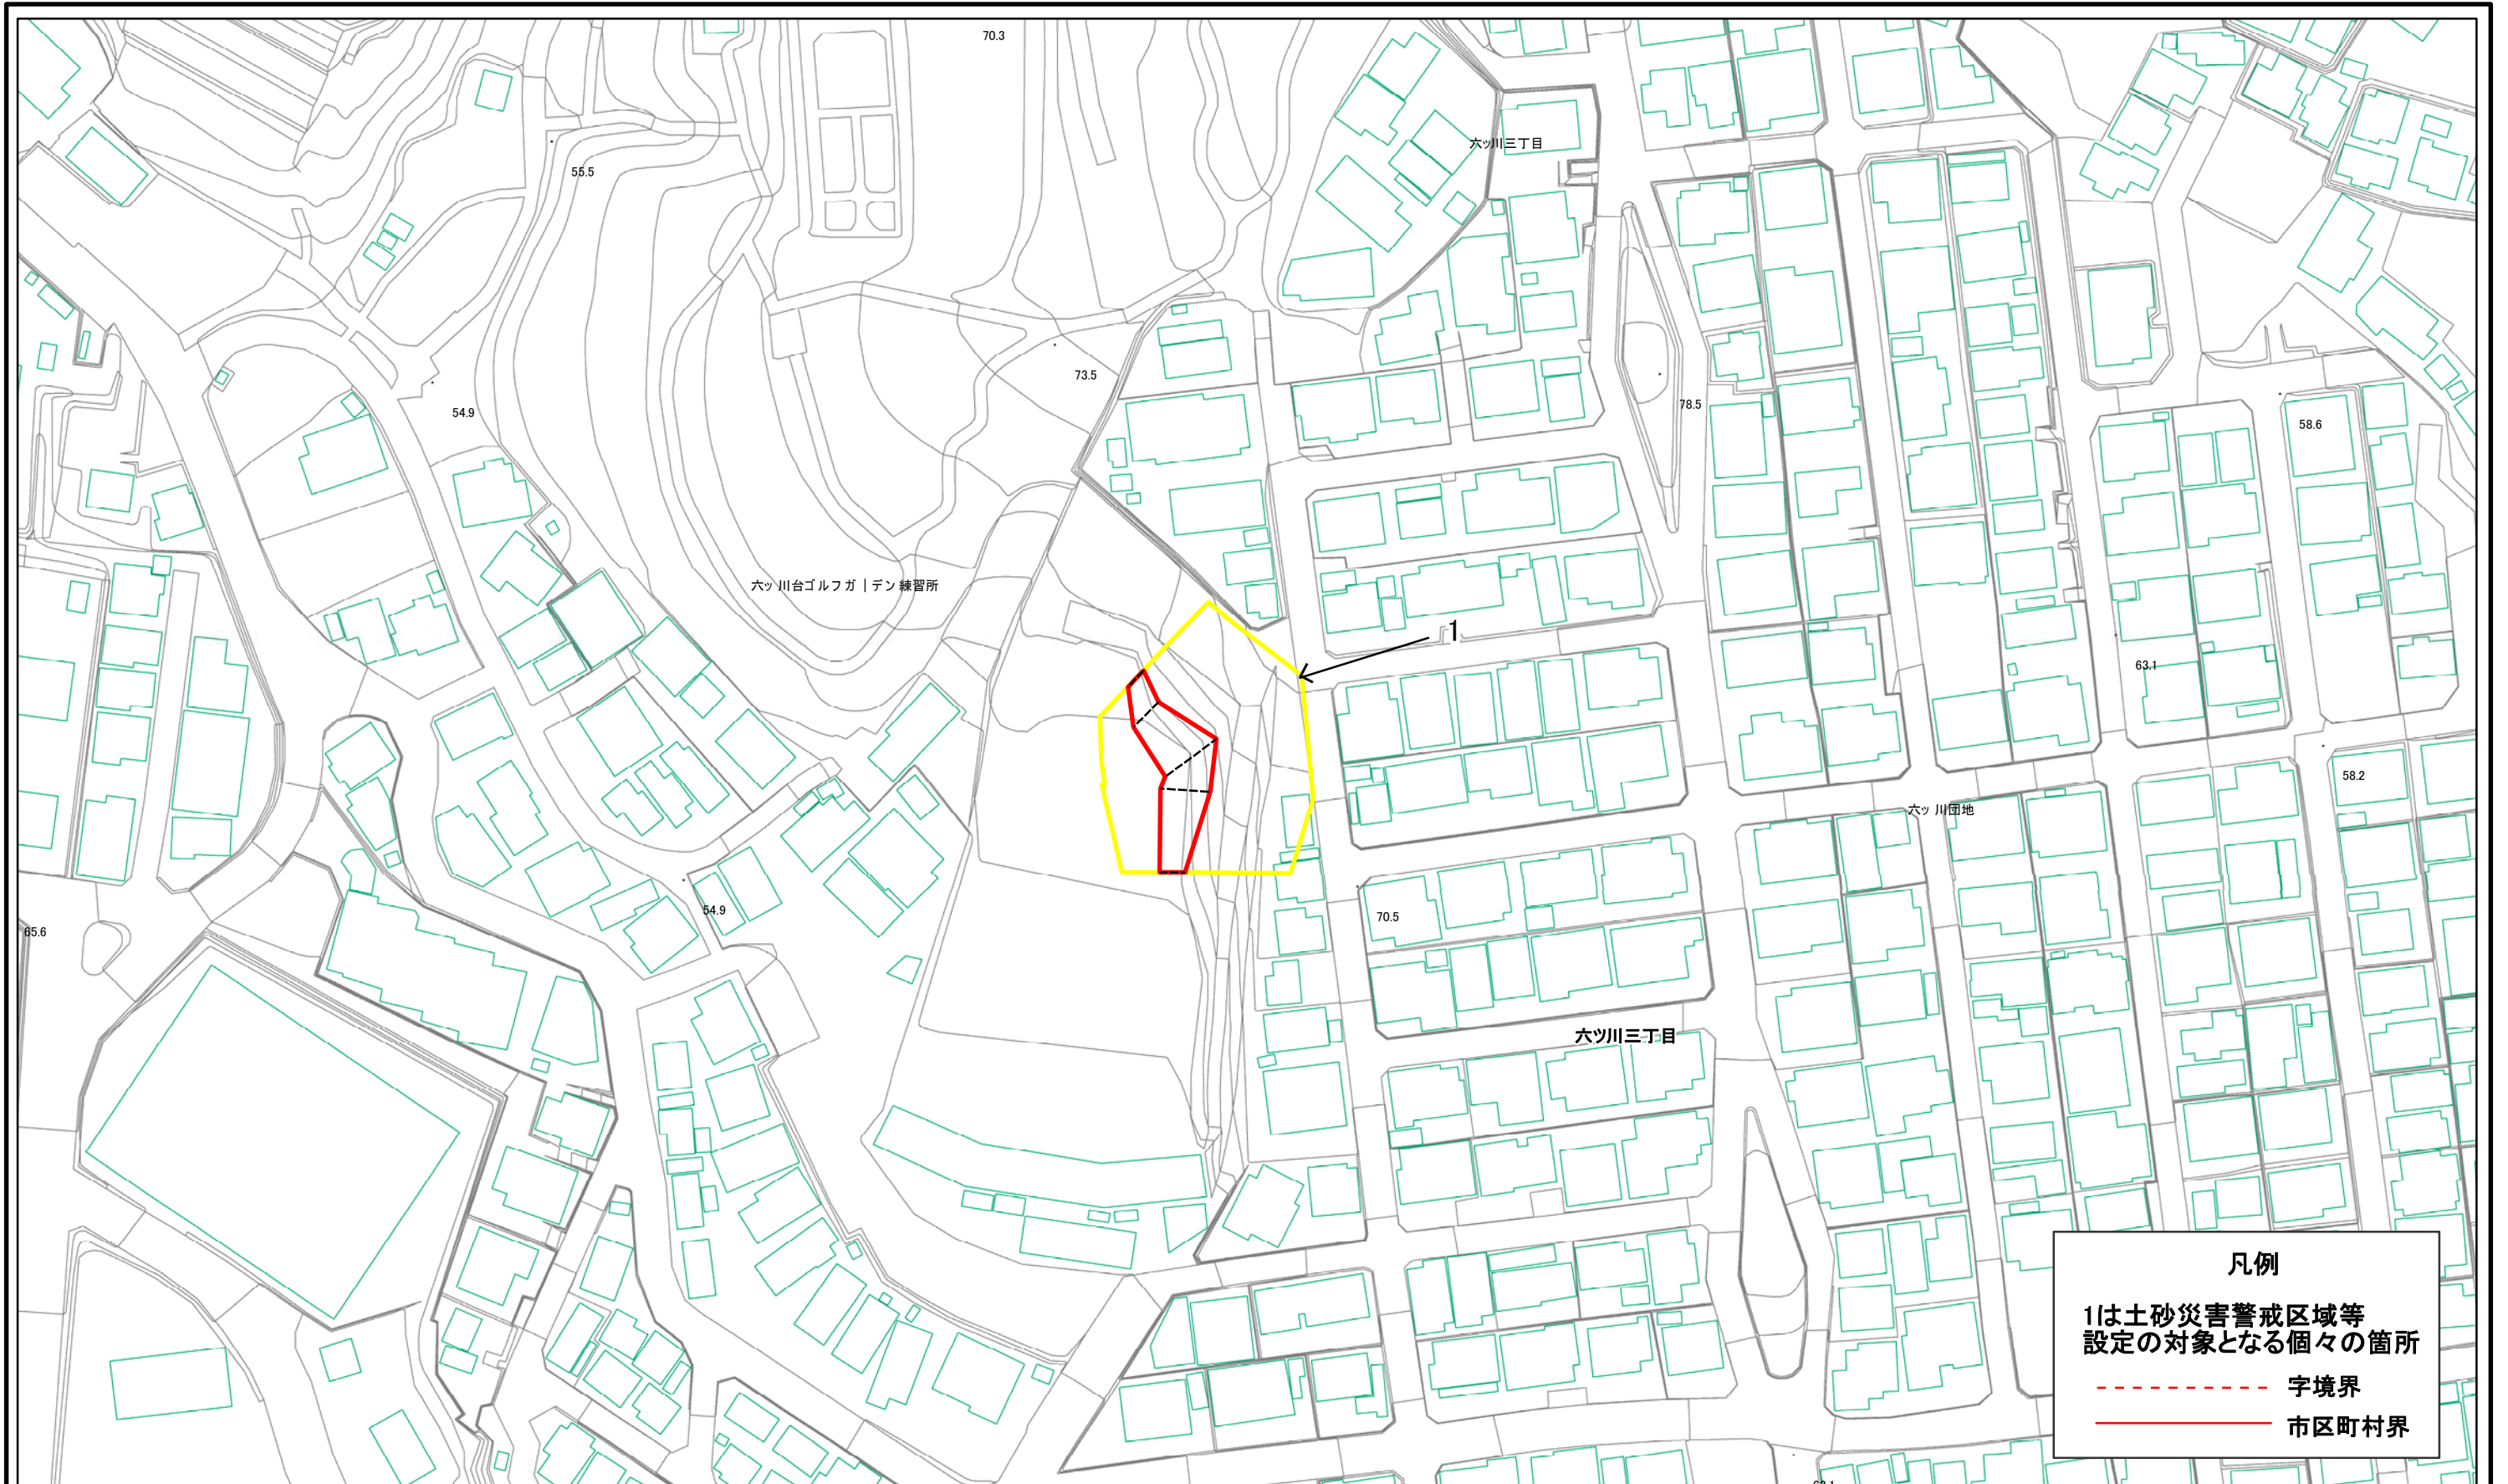 70.3
六ッ川三丁目
55.5
73.5
54.9
78.5
58.6
六ッ川台ゴルフガーデン練習所
1
63.1
58.2
六ッ川団地
54.9
70.5
65.6
六ツ川三丁目
凡例
1は土砂災害警戒区域等
設定の対象となる個々の箇所
字境界
市区町村界